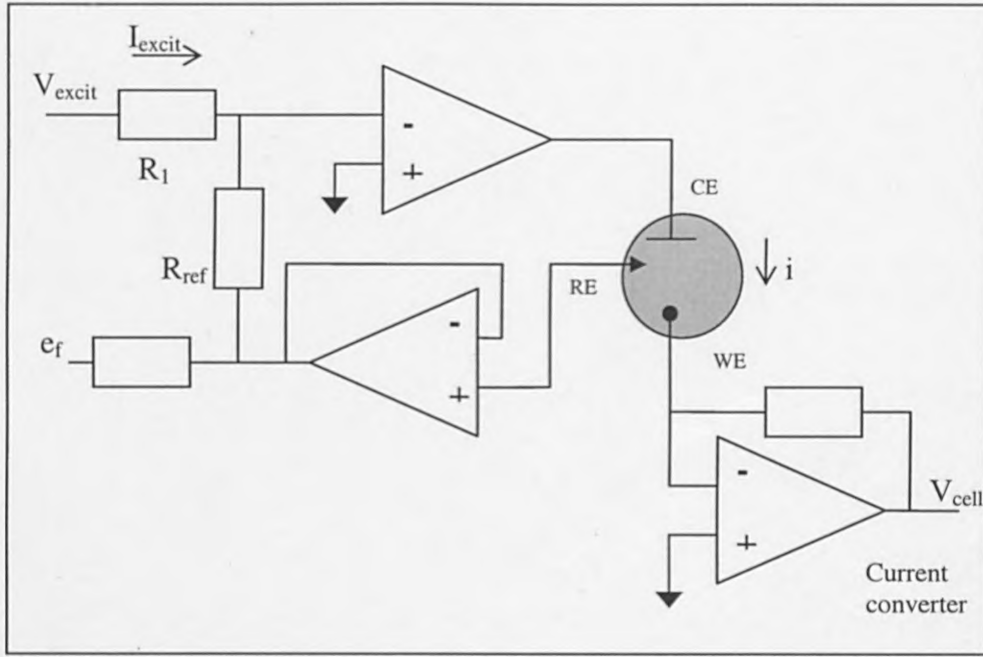 I_excit
V_excit
R_1
-
+
CE
R_ref
RE
i
e_f
-
+
WE
-
+
V_cell
Current
converter